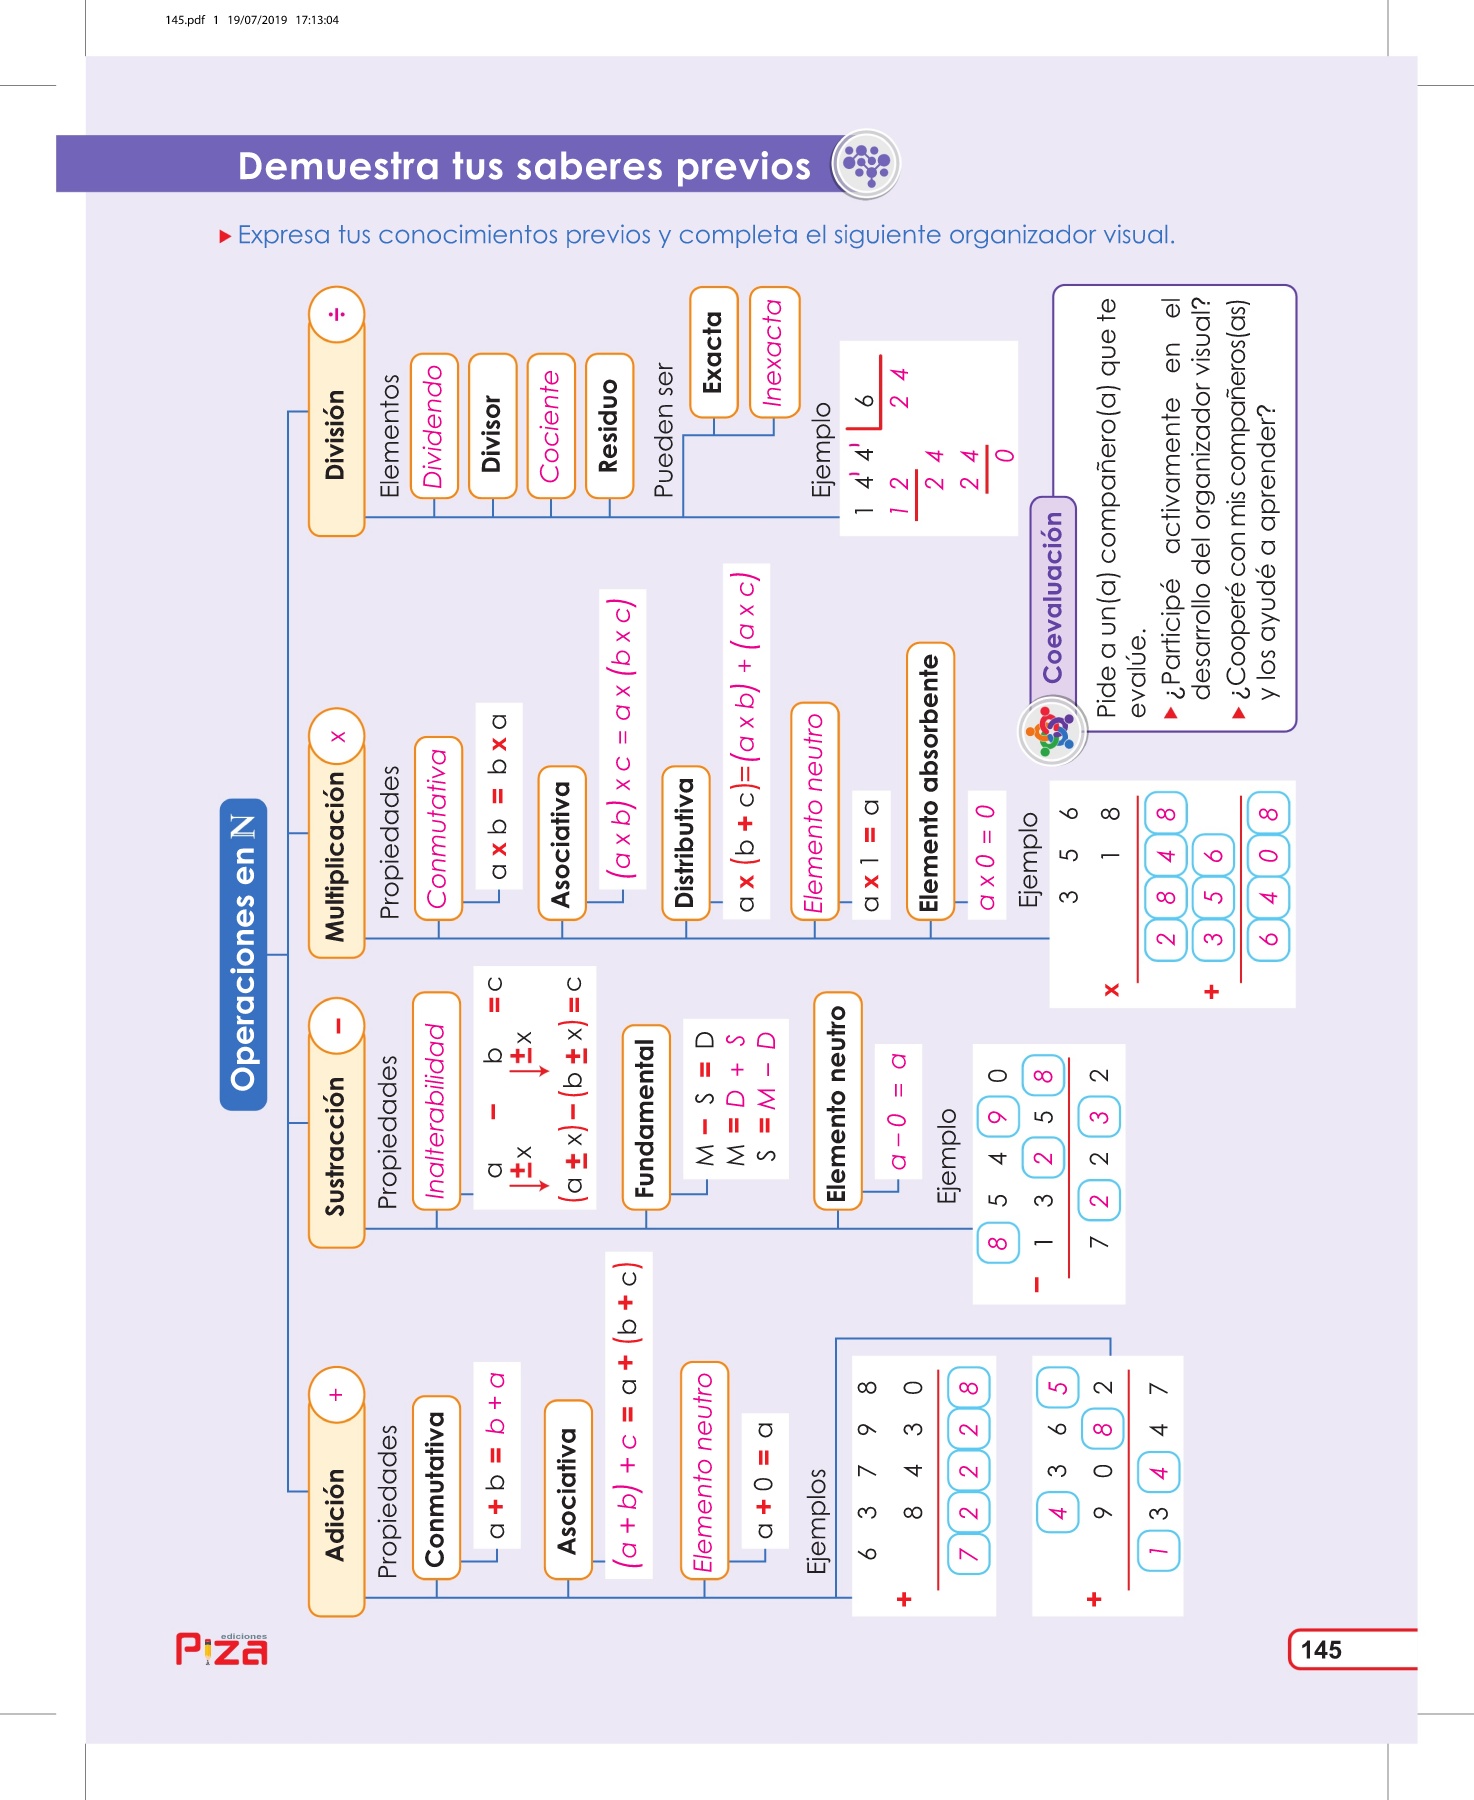 145.pdf 1 19/07/2019 17:13:04
Demuestra tus saberes previos
Expresa tus conocimientos previos y completa el siguiente organizador visual.
Operaciones en ℕ
Adición +
Propiedades
Conmutativa
a + b = b + a
Asociativa
(a + b) + c = a + (b + c)
Elemento neutro
a + 0 = a
Ejemplos
6 3 7 9 8
+ 8 4 3 0
7 2 2 2 8
4 3 6 5
+ 9 0 8 2
1 3 4 4 7
Sustracción −
Propiedades
Inalterabilidad
a − b = c
±x ±x
(a ± x) − (b ± x) = c
Fundamental
M − S = D
M = D + S
S = M − D
Elemento neutro
a − 0 = a
Ejemplo
8 5 4 9 0
− 1 3 2 5 8
7 2 2 3 2
Multiplicación x
Propiedades
Conmutativa
a x b = b x a
Asociativa
(a x b) x c = a x (b x c)
Distributiva
a x (b + c)=(a x b) + (a x c)
Elemento neutro
a x 1 = a
Elemento absorbente
a x 0 = 0
Ejemplo
3 5 6
x 1 8
2 8 4 8
+ 3 5 6
6 4 0 8
División ÷
Elementos
Dividendo
Divisor
Cociente
Residuo
Pueden ser
Exacta
Inexacta
Ejemplo
1 4' 4' 6
1 2 2 4
2 4
2 4
0
Coevaluación
Pide a un(a) compañero(a) que te
evalúe.
¿Participé activamente en el
desarrollo del organizador visual?
¿Cooperé con mis compañeros(as)
y los ayudé a aprender?
ediciones
Piza
145